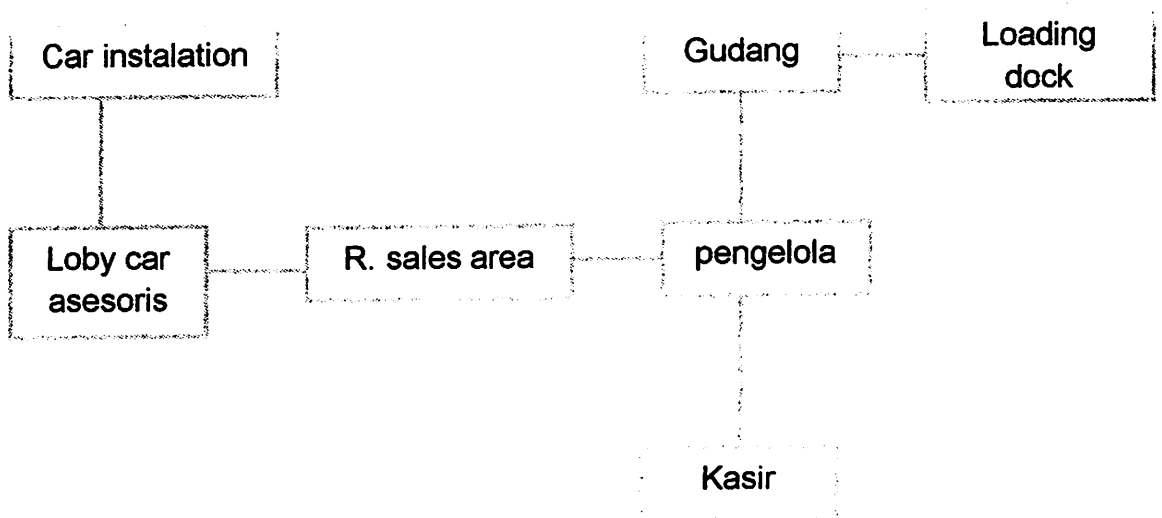 Car instalation
Gudang
Loading
dock
Loby car
asesoris
R. sales area
pengelola
Kasir